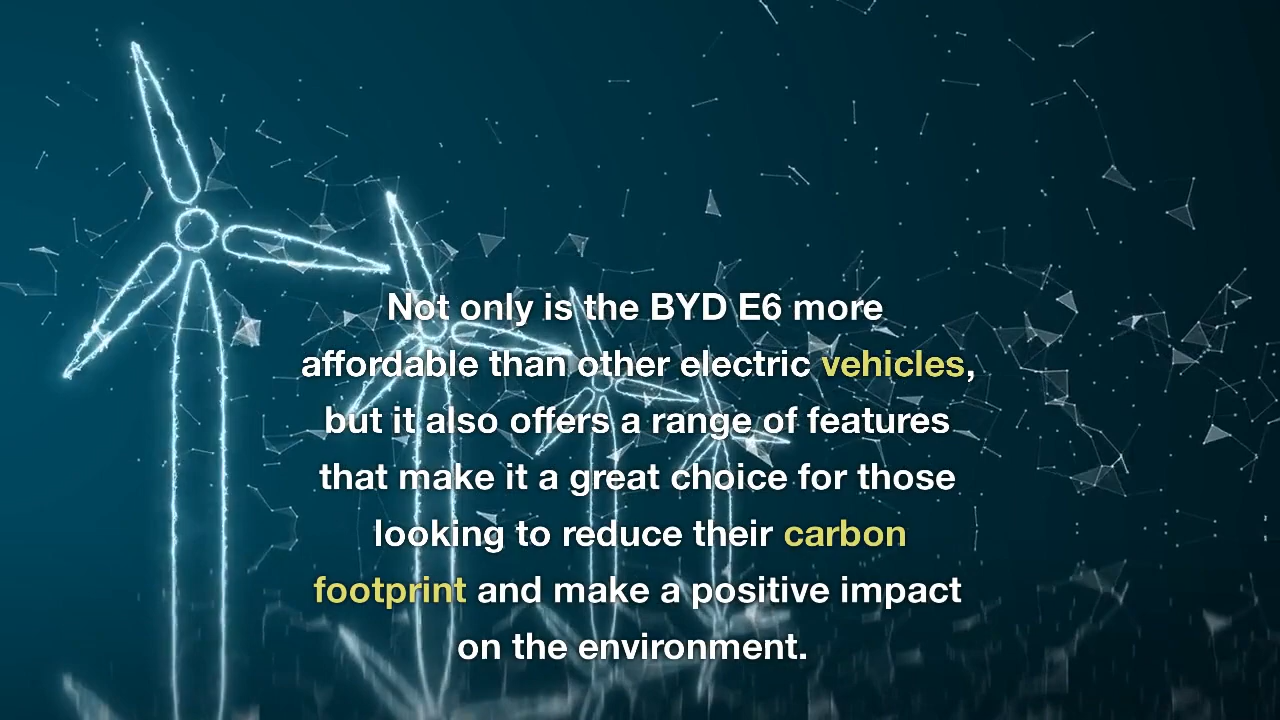 Not only is the BYD E6 more
affordable than other electric vehicles,
but it also offers a range of features
that make it a great choice for those
looking to reduce their carbon
footprint and make a positive impact
on the environment.